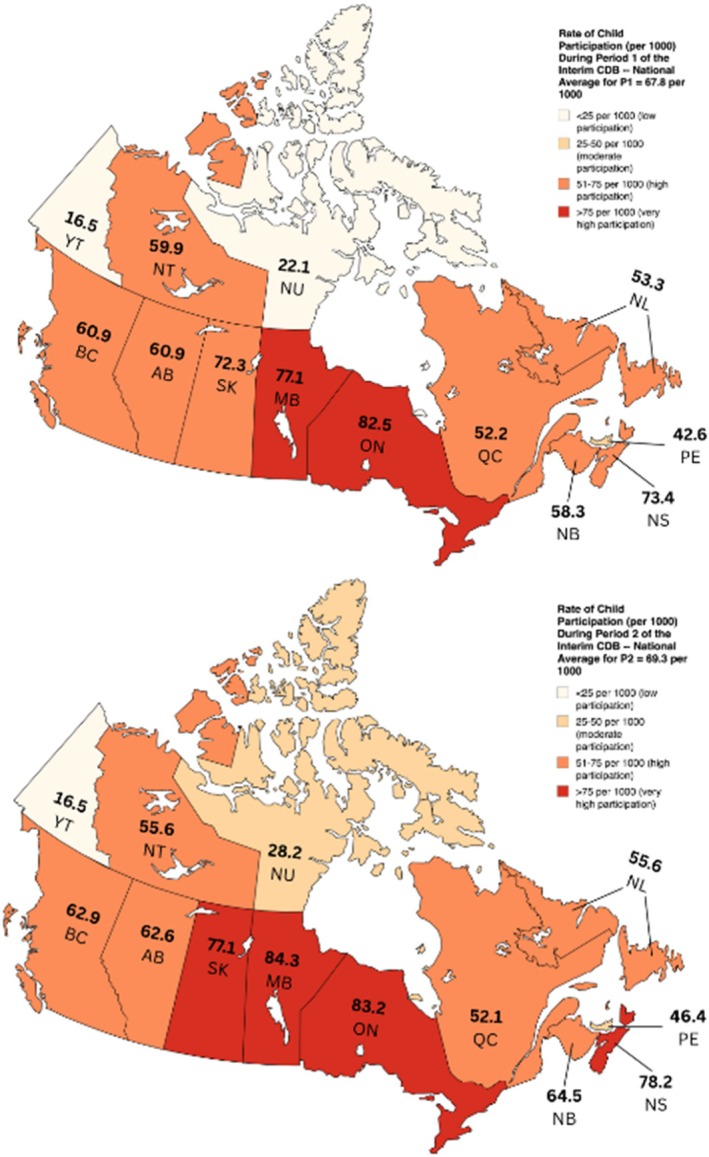 Rate of Child
Participation (per 1000)
During Period 1 of the
Interim CDB -- National
Average for P1 = 67.8 per
1000
<25 per 1000 (low
participation)
25-50 per 1000
(moderate
participation)
51-75 per 1000 (high
participation)
>75 per 1000 (very
high participation)
16.5
YT
59.9
NT
22.1
NU
53.3
NL
60.9
BC
60.9
AB
72.3
SK
77.1
MB
82.5
ON
52.2
QC
42.6
PE
58.3
NB
73.4
NS
Rate of Child
Participation (per 1000)
During Period 2 of the
Interim CDB -- National
Average for P2 = 69.3 per
1000
<25 per 1000 (low
participation)
25-50 per 1000
(moderate
participation)
51-75 per 1000 (high
participation)
>75 per 1000 (very
high participation)
16.5
YT
55.6
NT
28.2
NU
55.6
NL
62.9
BC
62.6
AB
77.1
SK
84.3
MB
83.2
ON
52.1
QC
46.4
PE
64.5
NB
78.2
NS